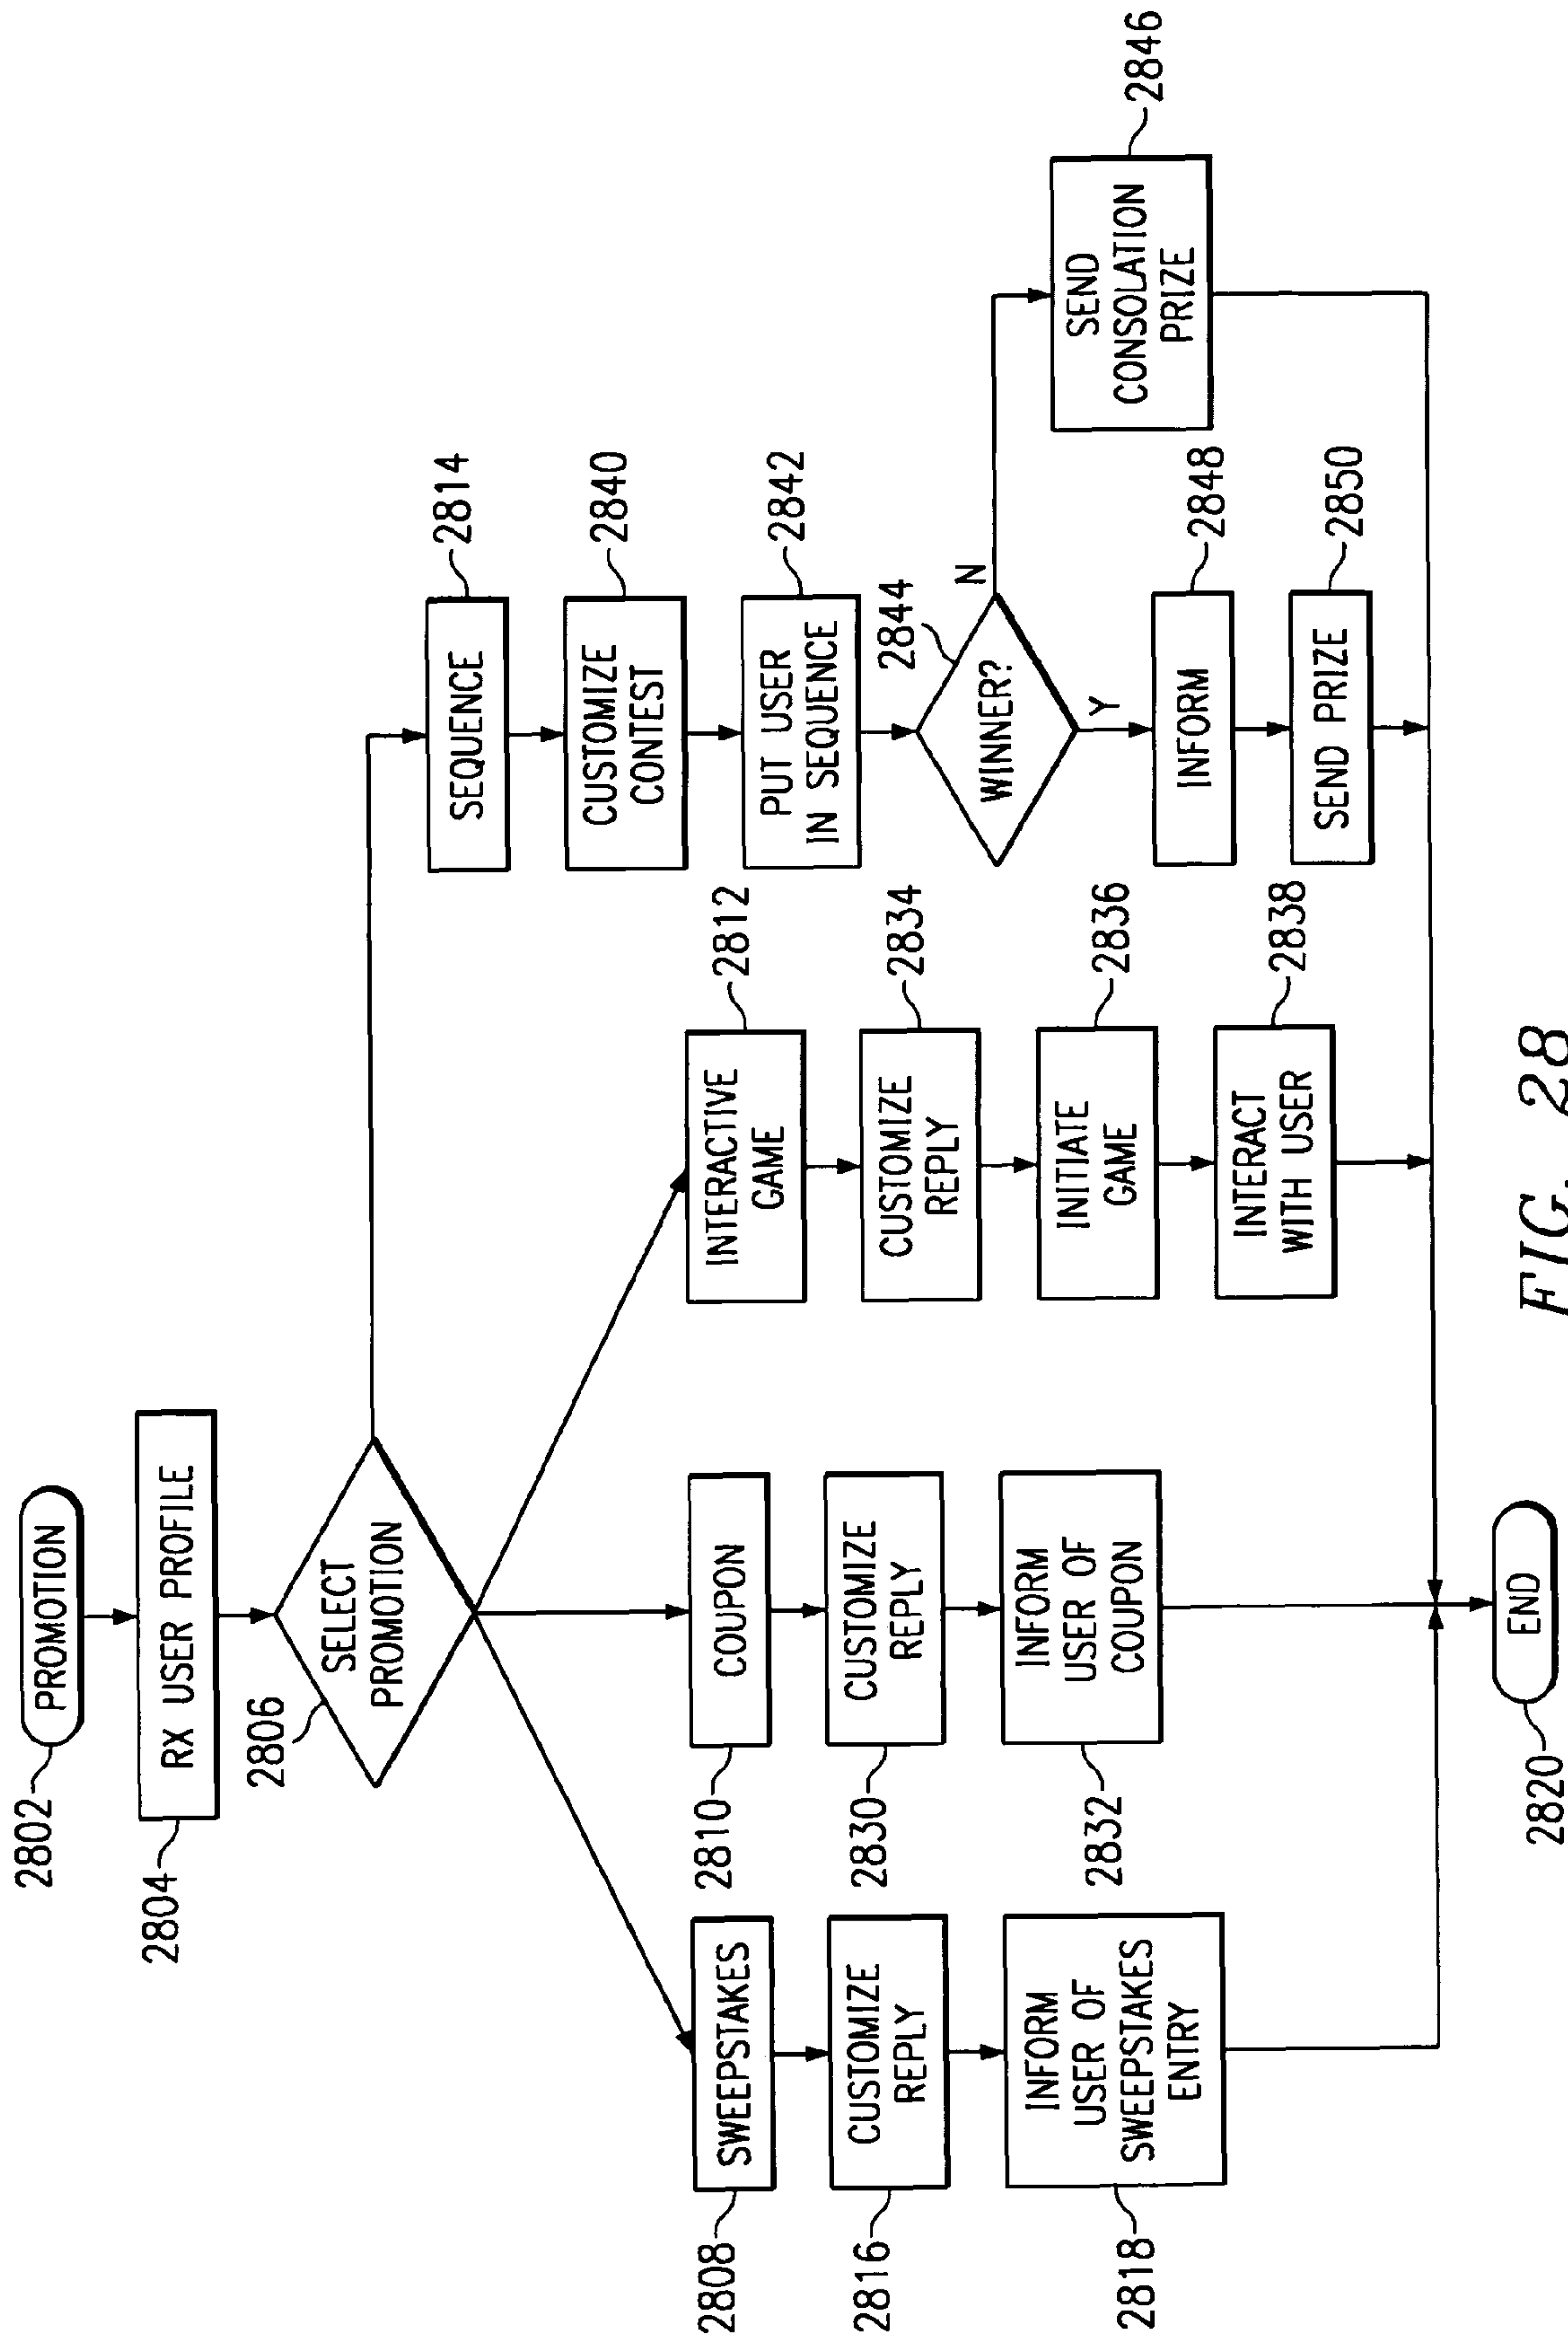 2802
PROMOTION
2804
RX USER PROFILE
2806
SELECT
PROMOTION
2808
SWEEPSTAKES
2816
CUSTOMIZE
REPLY
2818
INFORM
USER OF
SWEEPSTAKES
ENTRY
2810
COUPON
2830
CUSTOMIZE
REPLY
2832
INFORM
USER OF
COUPON
2812
INTERACTIVE
GAME
2834
CUSTOMIZE
REPLY
2836
INITIATE
GAME
2838
INTERACT
WITH USER
2814
SEQUENCE
2840
CUSTOMIZE
CONTEST
2842
PUT USER
IN SEQUENCE
2844
WINNER?
N
Y
2848
INFORM
2850
SEND PRIZE
2846
SEND
CONSOLATION
PRIZE
2820
END
FIG. 28